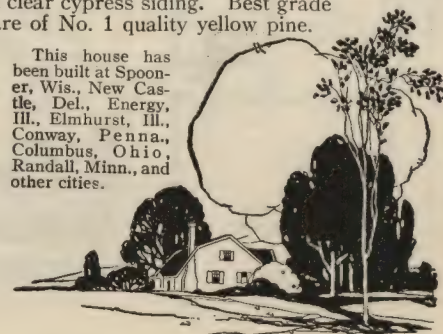 clear cypress siding. Best grade
are of No. 1 quality yellow pine.
This house has
been built at Spoon-
er, Wis., New Cas-
tle, Del., Energy,
Ill., Elmhurst, Ill.,
Conway, Penna.,
Columbus, Ohio,
Randall, Minn., and
other cities.